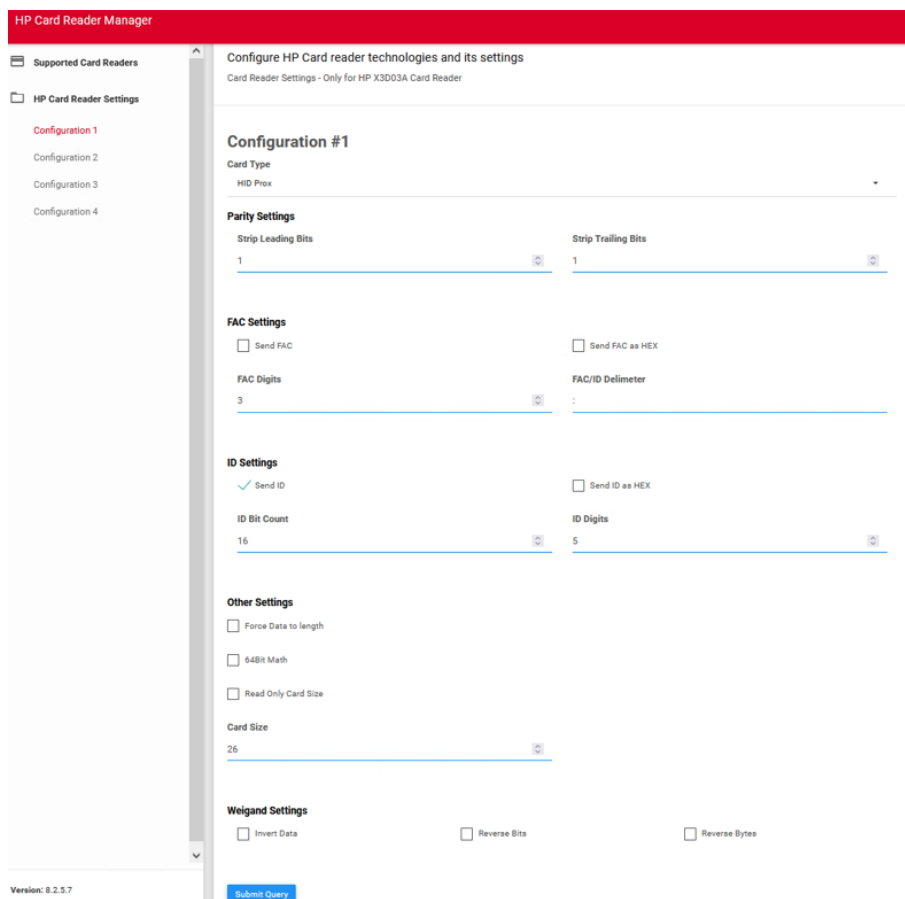 HP Card Reader Manager
Supported Card Readers
HP Card Reader Settings
Configuration 1
Configuration 2
Configuration 3
Configuration 4
Version: 8.2.5.7
Configure HP Card reader technologies and its settings
Card Reader Settings - Only for HP X3D03A Card Reader
Configuration #1
Card Type
HID Prox
Parity Settings
Strip Leading Bits Strip Trailing Bits
1 1
FAC Settings
Send FAC Send FAC as HEX
FAC Digits FAC/ID Delimeter
3 :
ID Settings
Send ID Send ID as HEX
ID Bit Count ID Digits
16 5
Other Settings
Force Data to length
64Bit Math
Read Only Card Size
Card Size
26
Weigand Settings
Invert Data Reverse Bits Reverse Bytes
Submit Query